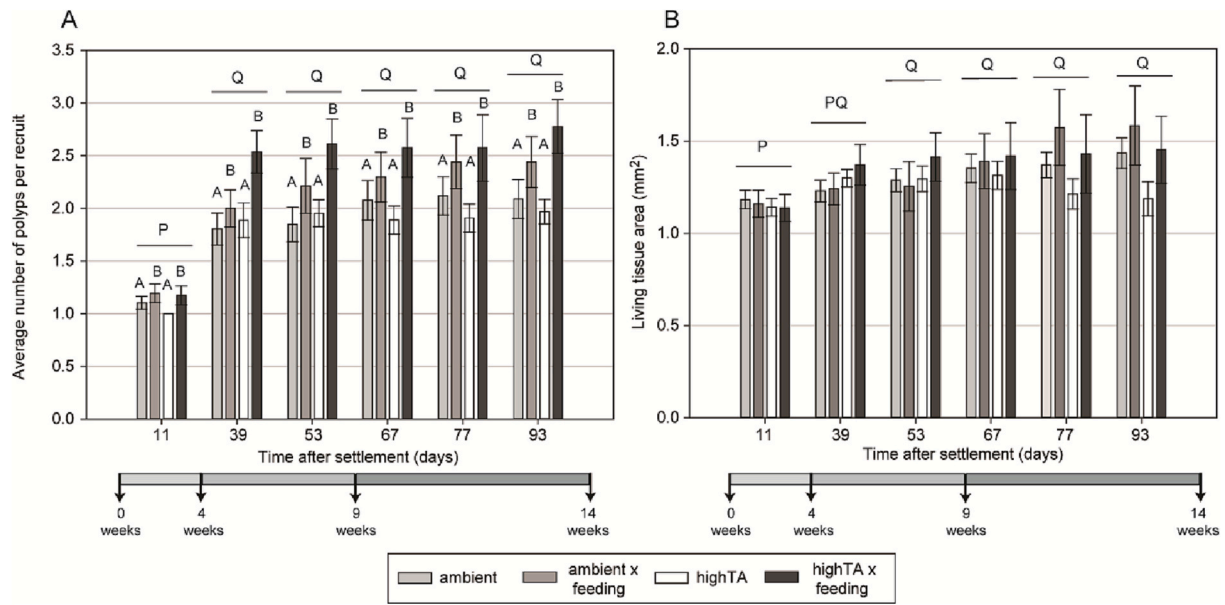 A
Average number of polyps per recruit
3.5
3.0
2.5
2.0
1.5
1.0
0.5
0.0
P
Q
Q
Q
Q
Q
A
B
A
B
A
B
A
B
A
B
A
B
A
B
A
B
A
B
A
B
A
B
A
B
11
39
53
67
77
93
Time after settlement (days)
0
weeks
4
weeks
9
weeks
14
weeks
B
Living tissue area (mm²)
2.0
1.5
1.0
0.5
0.0
P
PQ
Q
Q
Q
Q
11
39
53
67
77
93
Time after settlement (days)
0
weeks
4
weeks
9
weeks
14
weeks
ambient
ambient x
feeding
highTA
highTA x
feeding